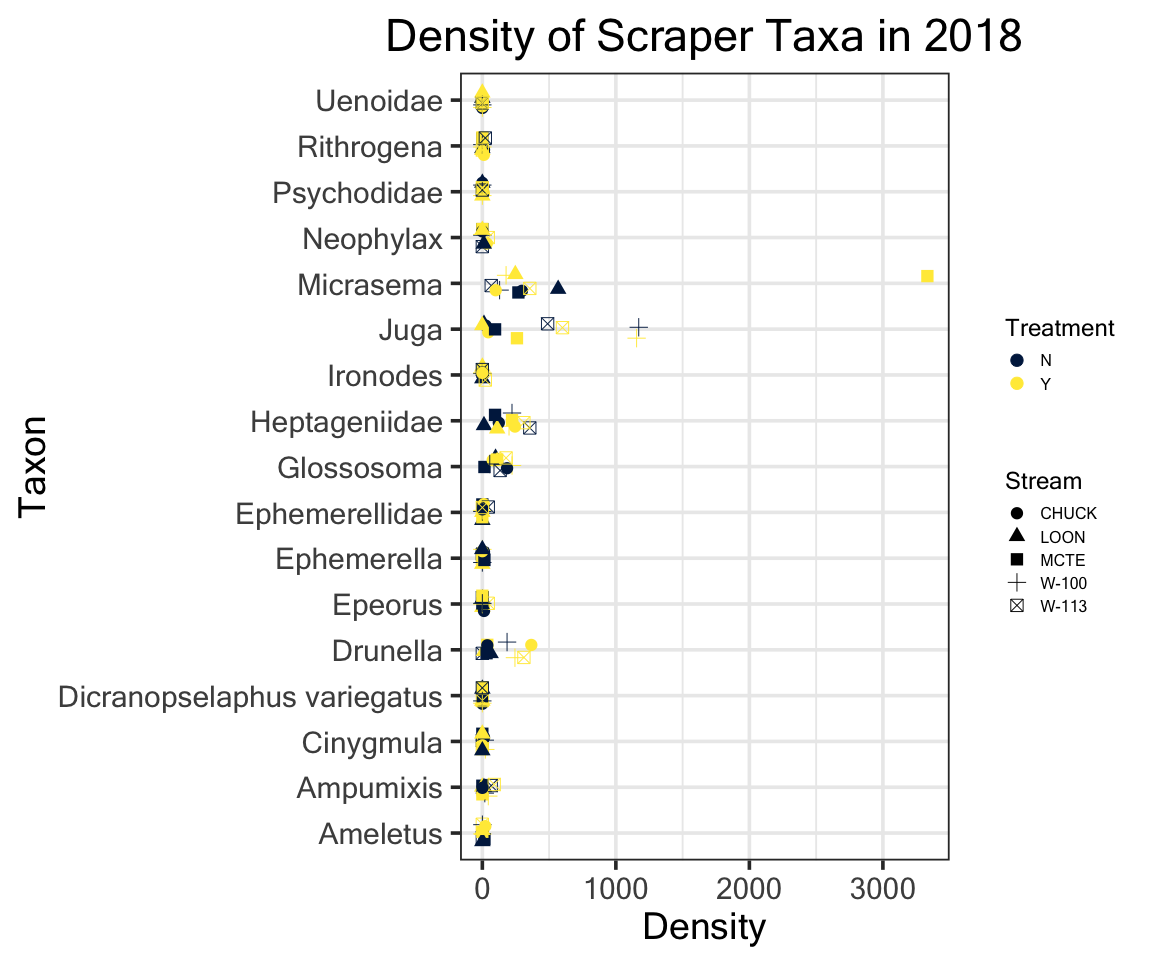 Density of Scraper Taxa in 2018
Taxon
Uenoidae
Rithrogena
Psychodidae
Neophylax
Micrasema
Juga
Ironodes
Heptageniidae
Glossosoma
Ephemerellidae
Ephemerella
Epeorus
Drunella
Dicranopselaphus variegatus
Cinygmula
Ampumixis
Ameletus
0 1000 2000 3000
Density
Treatment
N
Y
Stream
CHUCK
LOON
MCTE
W-100
W-113